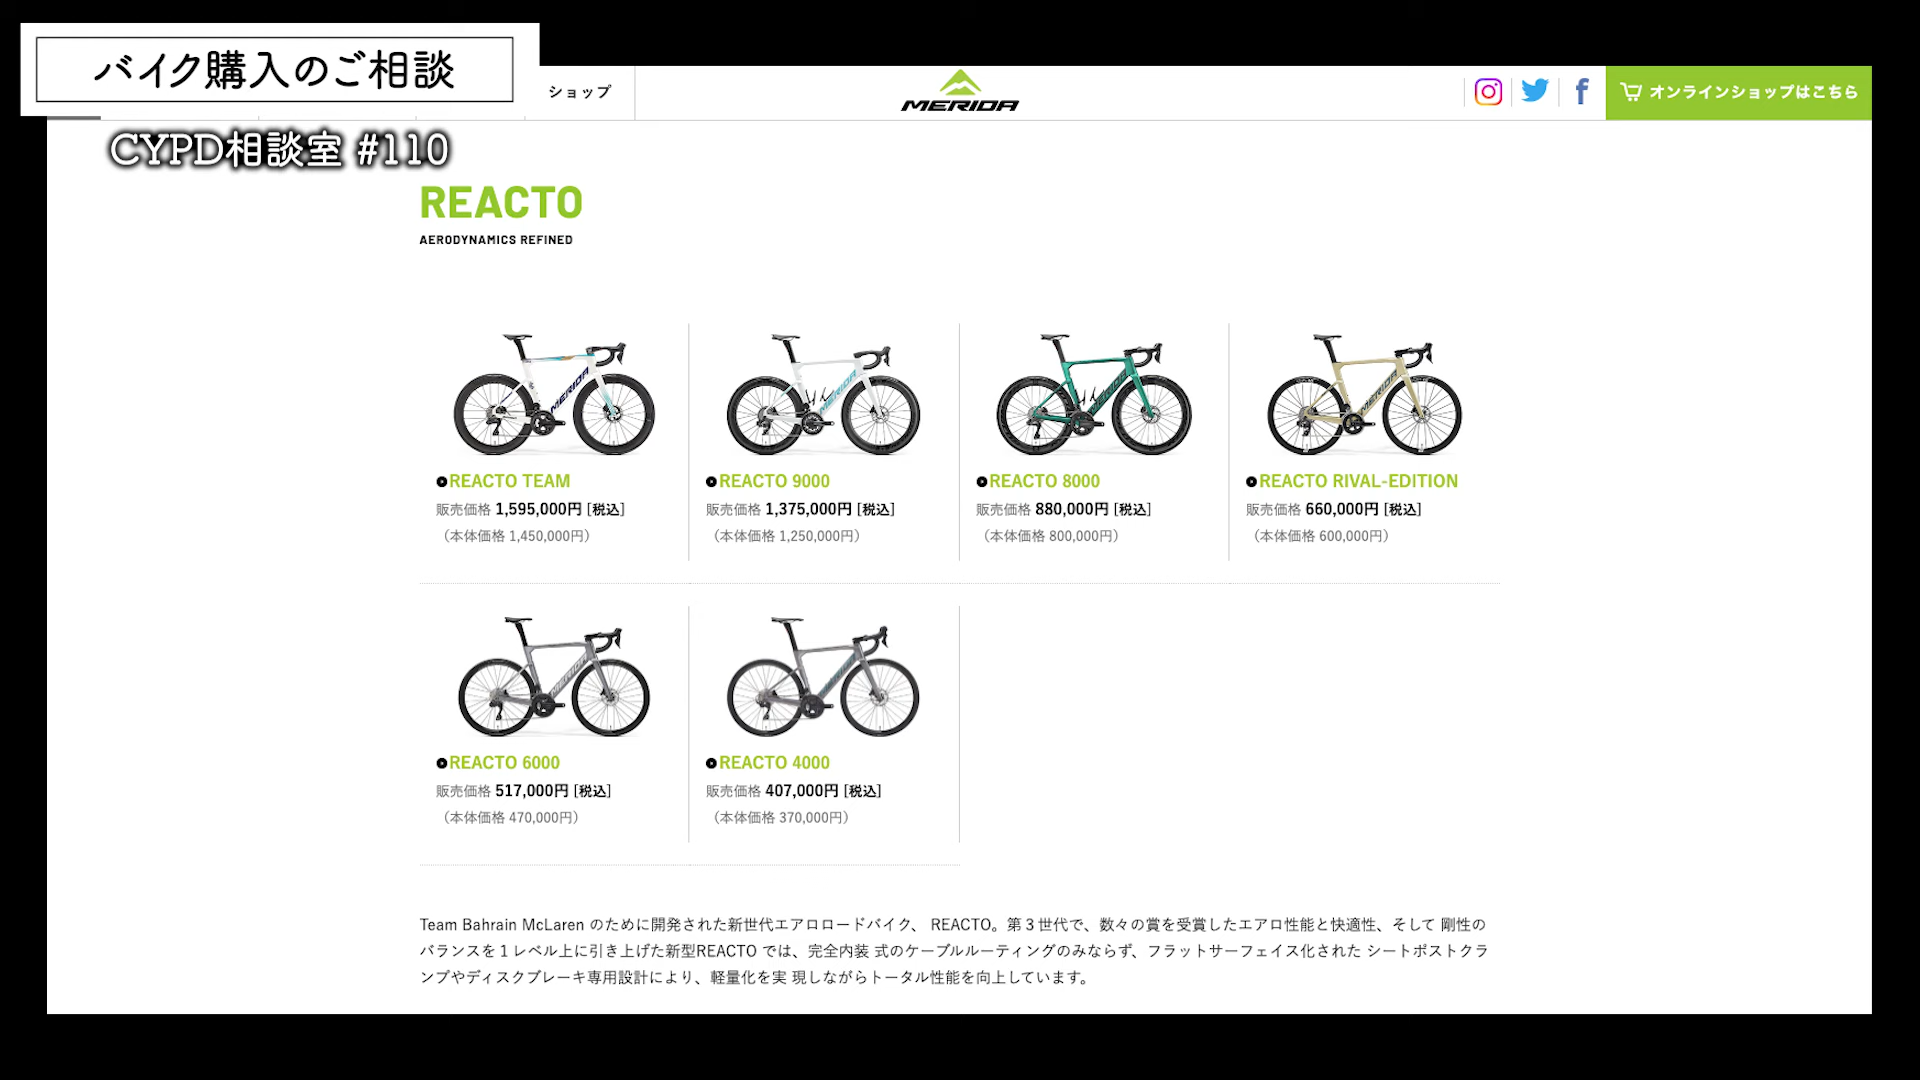 バイク購入のご相談
CYPD相談室 #110
ショップ
MERIDA
オンラインショップはこちら
REACTO
AERODYNAMICS REFINED
REACTO TEAM
販売価格 1,595,000円 [税込]
（本体価格 1,450,000円）
REACTO 9000
販売価格 1,375,000円 [税込]
（本体価格 1,250,000円）
REACTO 8000
販売価格 880,000円 [税込]
（本体価格 800,000円）
REACTO RIVAL-EDITION
販売価格 660,000円 [税込]
（本体価格 600,000円）
REACTO 6000
販売価格 517,000円 [税込]
（本体価格 470,000円）
REACTO 4000
販売価格 407,000円 [税込]
（本体価格 370,000円）
Team Bahrain McLaren のために開発された新世代エアロロードバイク、 REACTO。第３世代で、数々の賞を受賞したエアロ性能と快適性、そして 剛性の
バランスを１レベル上に引き上げた新型REACTO では、完全内装 式のケーブルルーティングのみならず、フラットサーフェイス化された シートポストクラ
ンプやディスクブレーキ専用設計により、軽量化を実 現しながらトータル性能を向上しています。